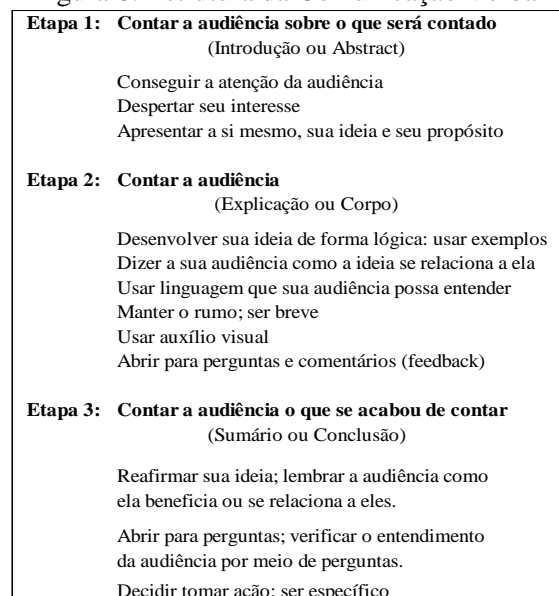 Etapa 1: Contar a audiência sobre o que será contado
(Introdução ou Abstract)
Conseguir a atenção da audiência
Despertar seu interesse
Apresentar a si mesmo, sua ideia e seu propósito
Etapa 2: Contar a audiência
(Explicação ou Corpo)
Desenvolver sua ideia de forma lógica: usar exemplos
Dizer a sua audiência como a ideia se relaciona a ela
Usar linguagem que sua audiência possa entender
Manter o rumo; ser breve
Usar auxílio visual
Abrir para perguntas e comentários (feedback)
Etapa 3: Contar a audiência o que se acabou de contar
(Sumário ou Conclusão)
Reafirmar sua ideia; lembrar a audiência como
ela beneficia ou se relaciona a eles.
Abrir para perguntas; verificar o entendimento
da audiência por meio de perguntas.
Decidir tomar ação; ser específico